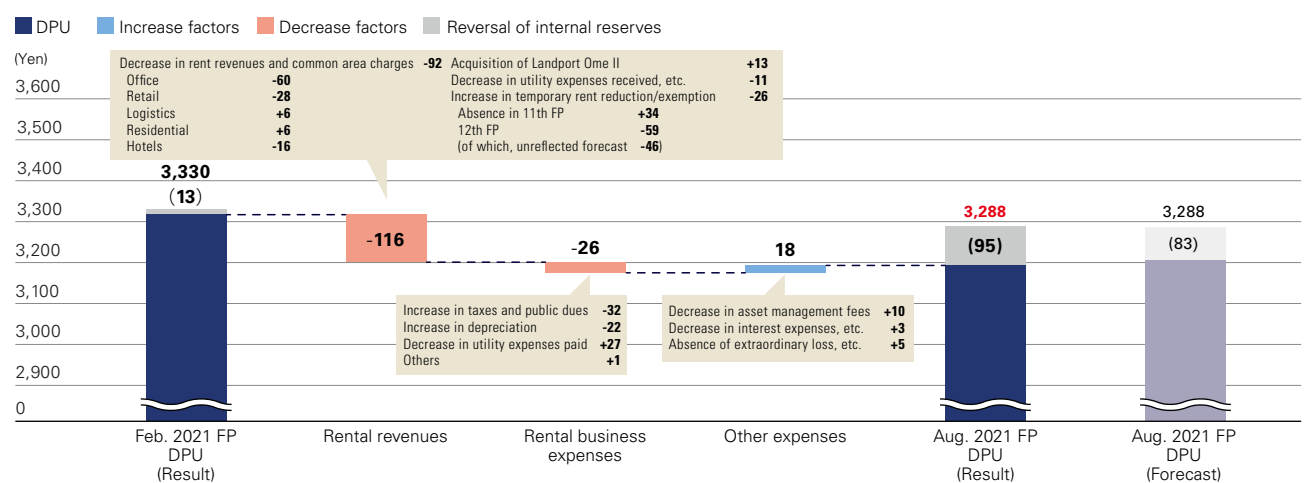 DPU Increase factors Decrease factors Reversal of internal reserves
(Yen)
3,600
3,500
3,400
3,300
3,200
3,100
3,000
2,900
0
Decrease in rent revenues and common area charges -92
Office -60
Retail -28
Logistics +6
Residential +6
Hotels -16
Acquisition of Landport Ome II +13
Decrease in utility expenses received, etc. -11
Increase in temporary rent reduction/exemption -26
Absence in 11th FP +34
12th FP -59
(of which, unreflected forecast -46)
3,330
(13)
-116
-26
18
3,288
(95)
3,288
(83)
Increase in taxes and public dues -32
Increase in depreciation -22
Decrease in utility expenses paid +27
Others +1
Decrease in asset management fees +10
Decrease in interest expenses, etc. +3
Absence of extraordinary loss, etc. +5
Feb. 2021 FP
DPU
(Result)
Rental revenues
Rental business
expenses
Other expenses
Aug. 2021 FP
DPU
(Result)
Aug. 2021 FP
DPU
(Forecast)